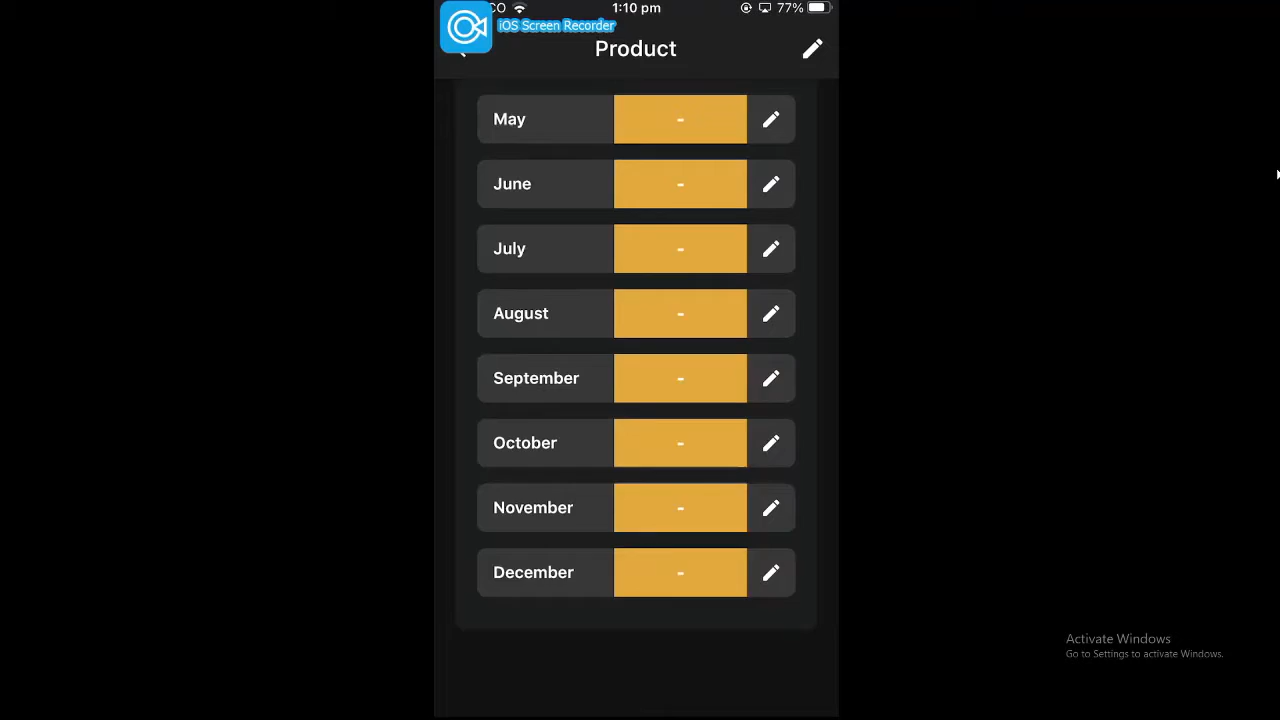 CO 1:10 pm 77%
iOS Screen Recorder
Product
May -
June -
July -
August -
September -
October -
November -
December -
Activate Windows
Go to Settings to activate Windows.